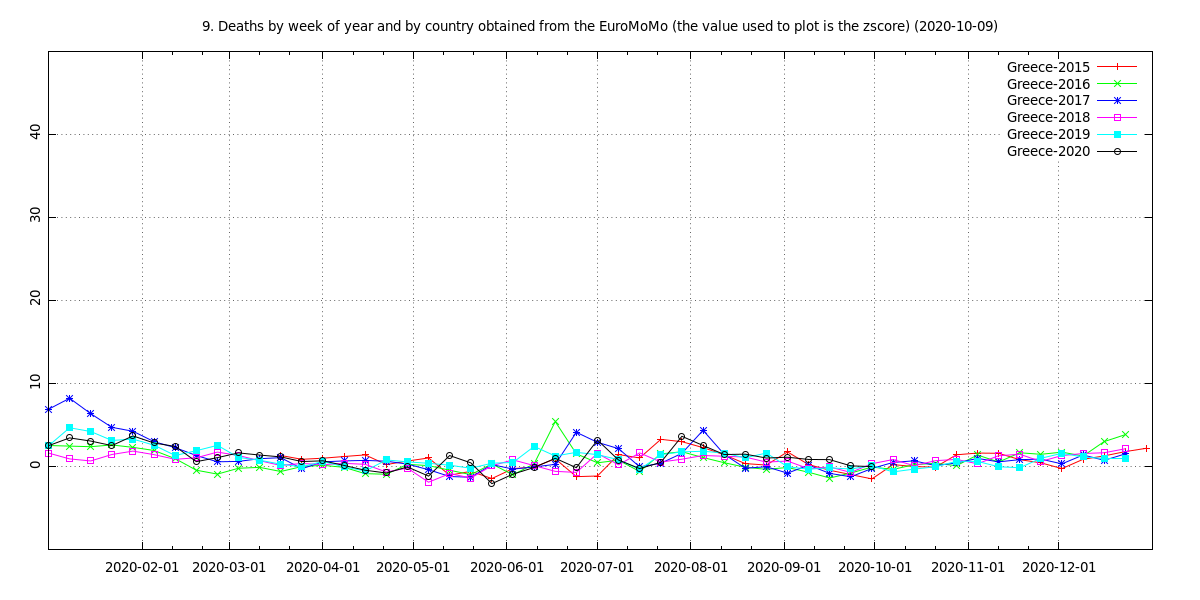 9. Deaths by week of year and by country obtained from the EuroMoMo (the value used to plot is the zscore) (2020-10-09)
Greece-2015
Greece-2016
Greece-2017
Greece-2018
Greece-2019
Greece-2020
40
30
20
10
0
2020-02-01 2020-03-01 2020-04-01 2020-05-01 2020-06-01 2020-07-01 2020-08-01 2020-09-01 2020-10-01 2020-11-01 2020-12-01